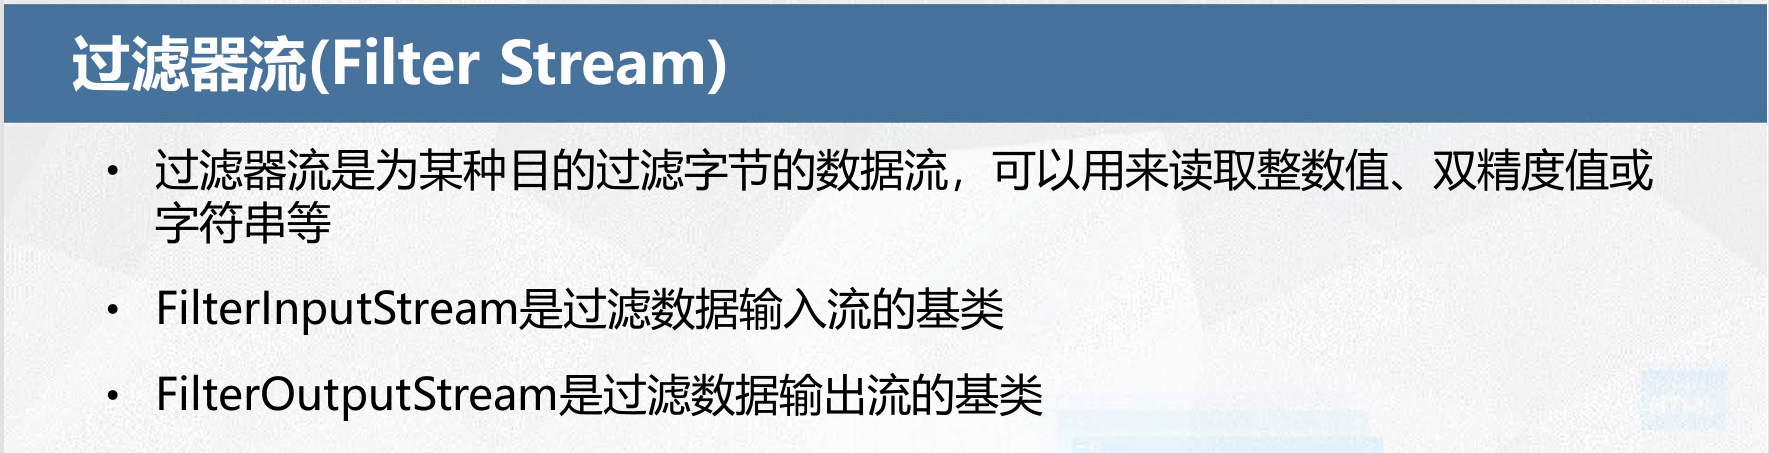 过滤器流(Filter Stream)
• 过滤器流是为某种目的过滤字节的数据流，可以用来读取整数值、双精度值或
字符串等
• FilterInputStream是过滤数据输入流的基类
• FilterOutputStream是过滤数据输出流的基类